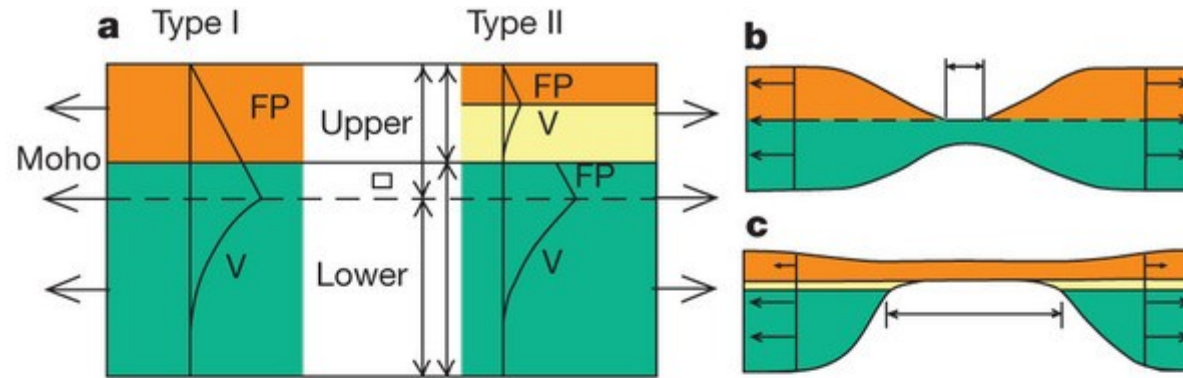 a Type I Type II
FP
FP
V
Upper
Moho
FP
V
Lower
V
b
c